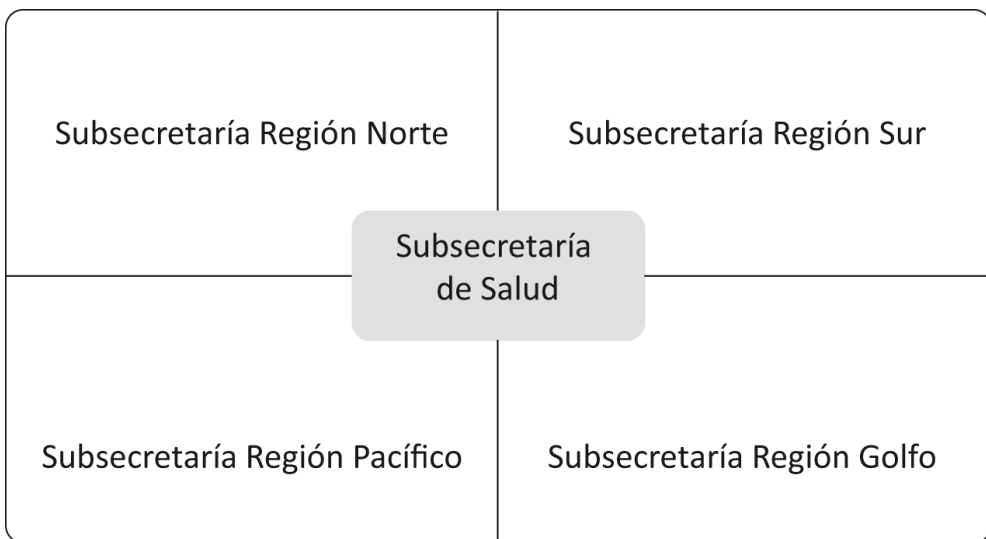 Subsecretaría Región Norte
Subsecretaría Región Sur
Subsecretaría
de Salud
Subsecretaría Región Pacífico
Subsecretaría Región Golfo